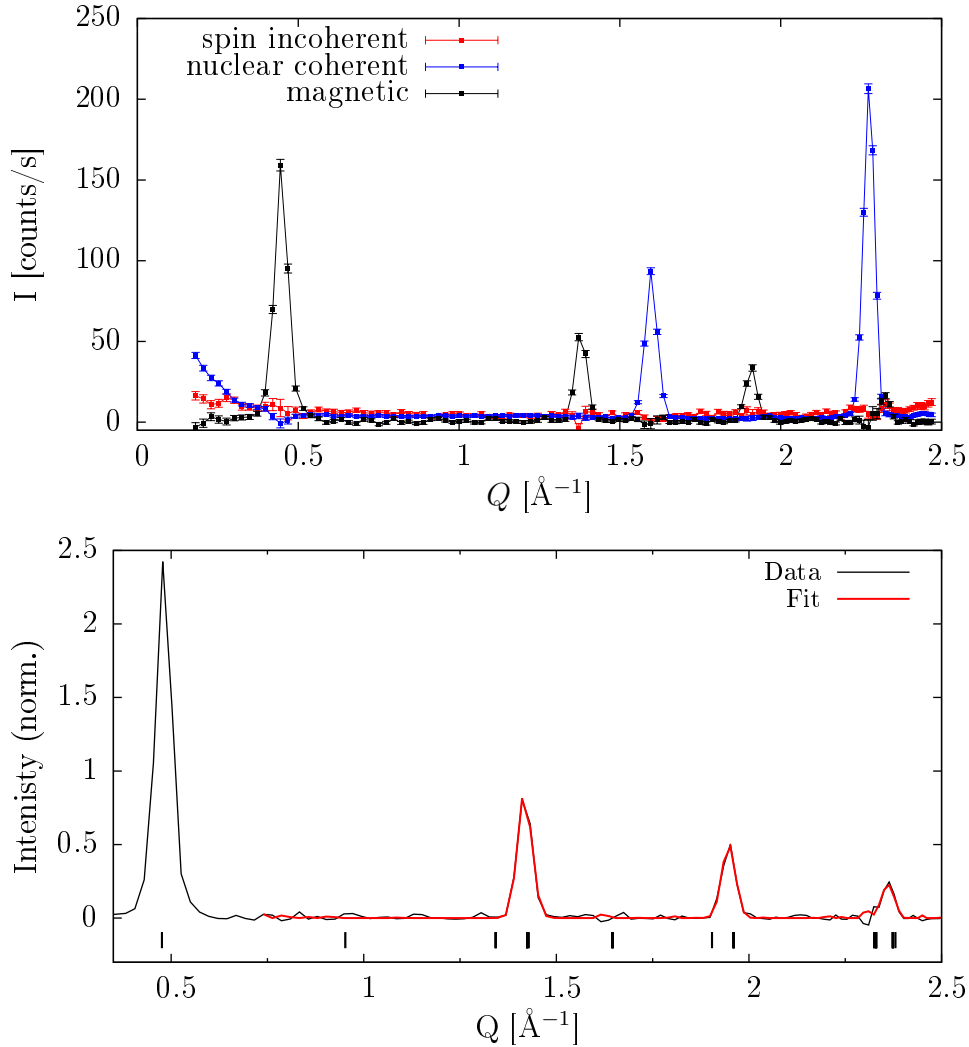 250
200
150
100
50
0
I [counts/s]
spin incoherent
nuclear coherent
magnetic
0 0.5 1 1.5 2 2.5
Q [Å⁻¹]
2.5
2
1.5
1
0.5
0
Intenisty (norm.)
Data
Fit
0.5 1 1.5 2 2.5
Q [Å⁻¹]